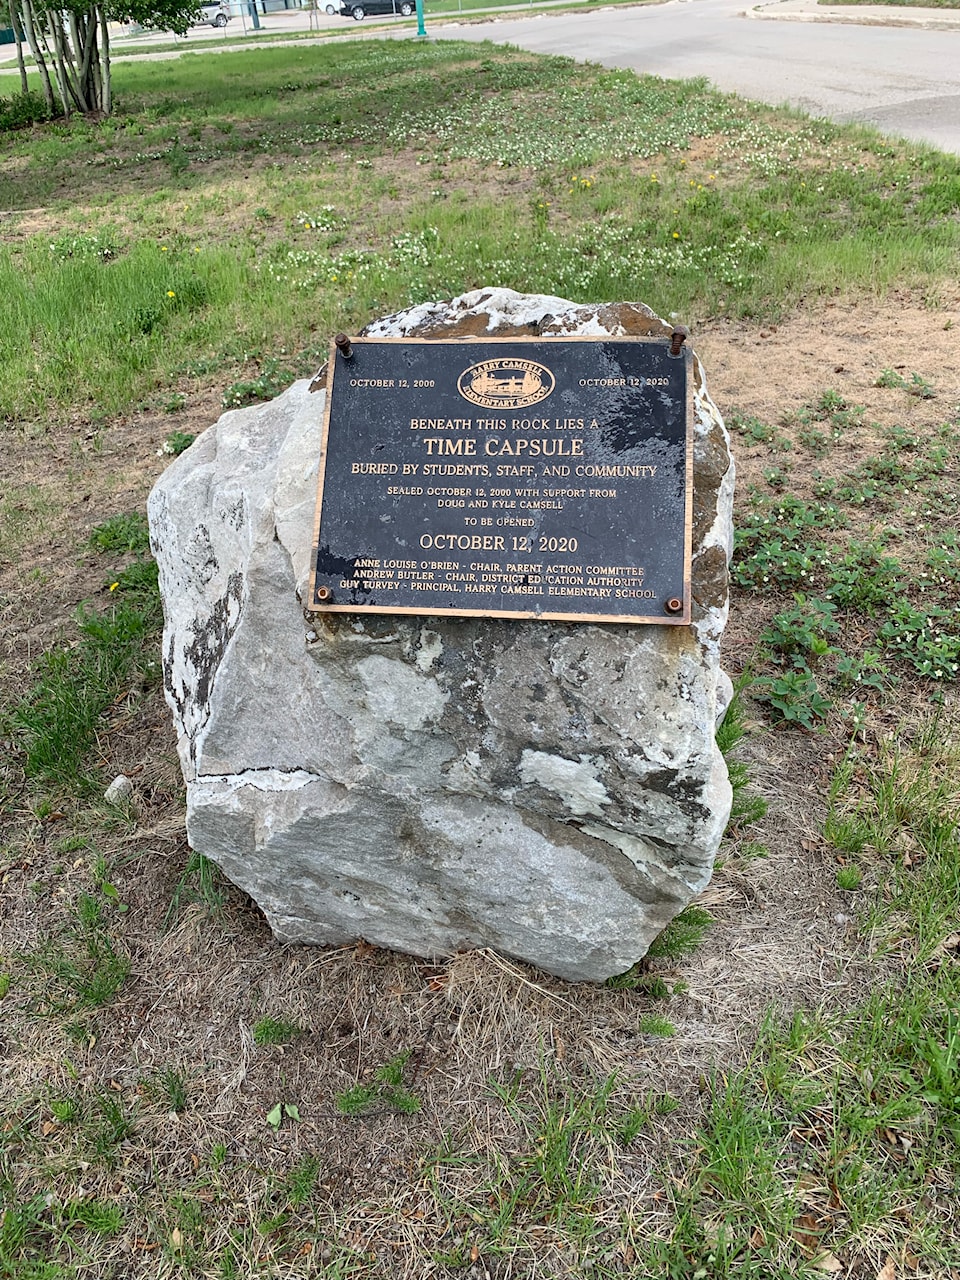 OCTOBER 12, 2000
HARRY CAMSELL
ELEMENTARY SCHOOL
OCTOBER 12, 2020
BENEATH THIS ROCK LIES A
TIME CAPSULE
BURIED BY STUDENTS, STAFF, AND COMMUNITY
SEALED OCTOBER 12, 2000 WITH SUPPORT FROM
DOUG AND KYLE CAMSELL
TO BE OPENED
OCTOBER 12, 2020
ANNE LOUISE O'BRIEN - CHAIR, PARENT ACTION COMMITTEE
ANDREW BUTLER - CHAIR, DISTRICT EDUCATION AUTHORITY
GUY TURVEY - PRINCIPAL, HARRY CAMSELL ELEMENTARY SCHOOL